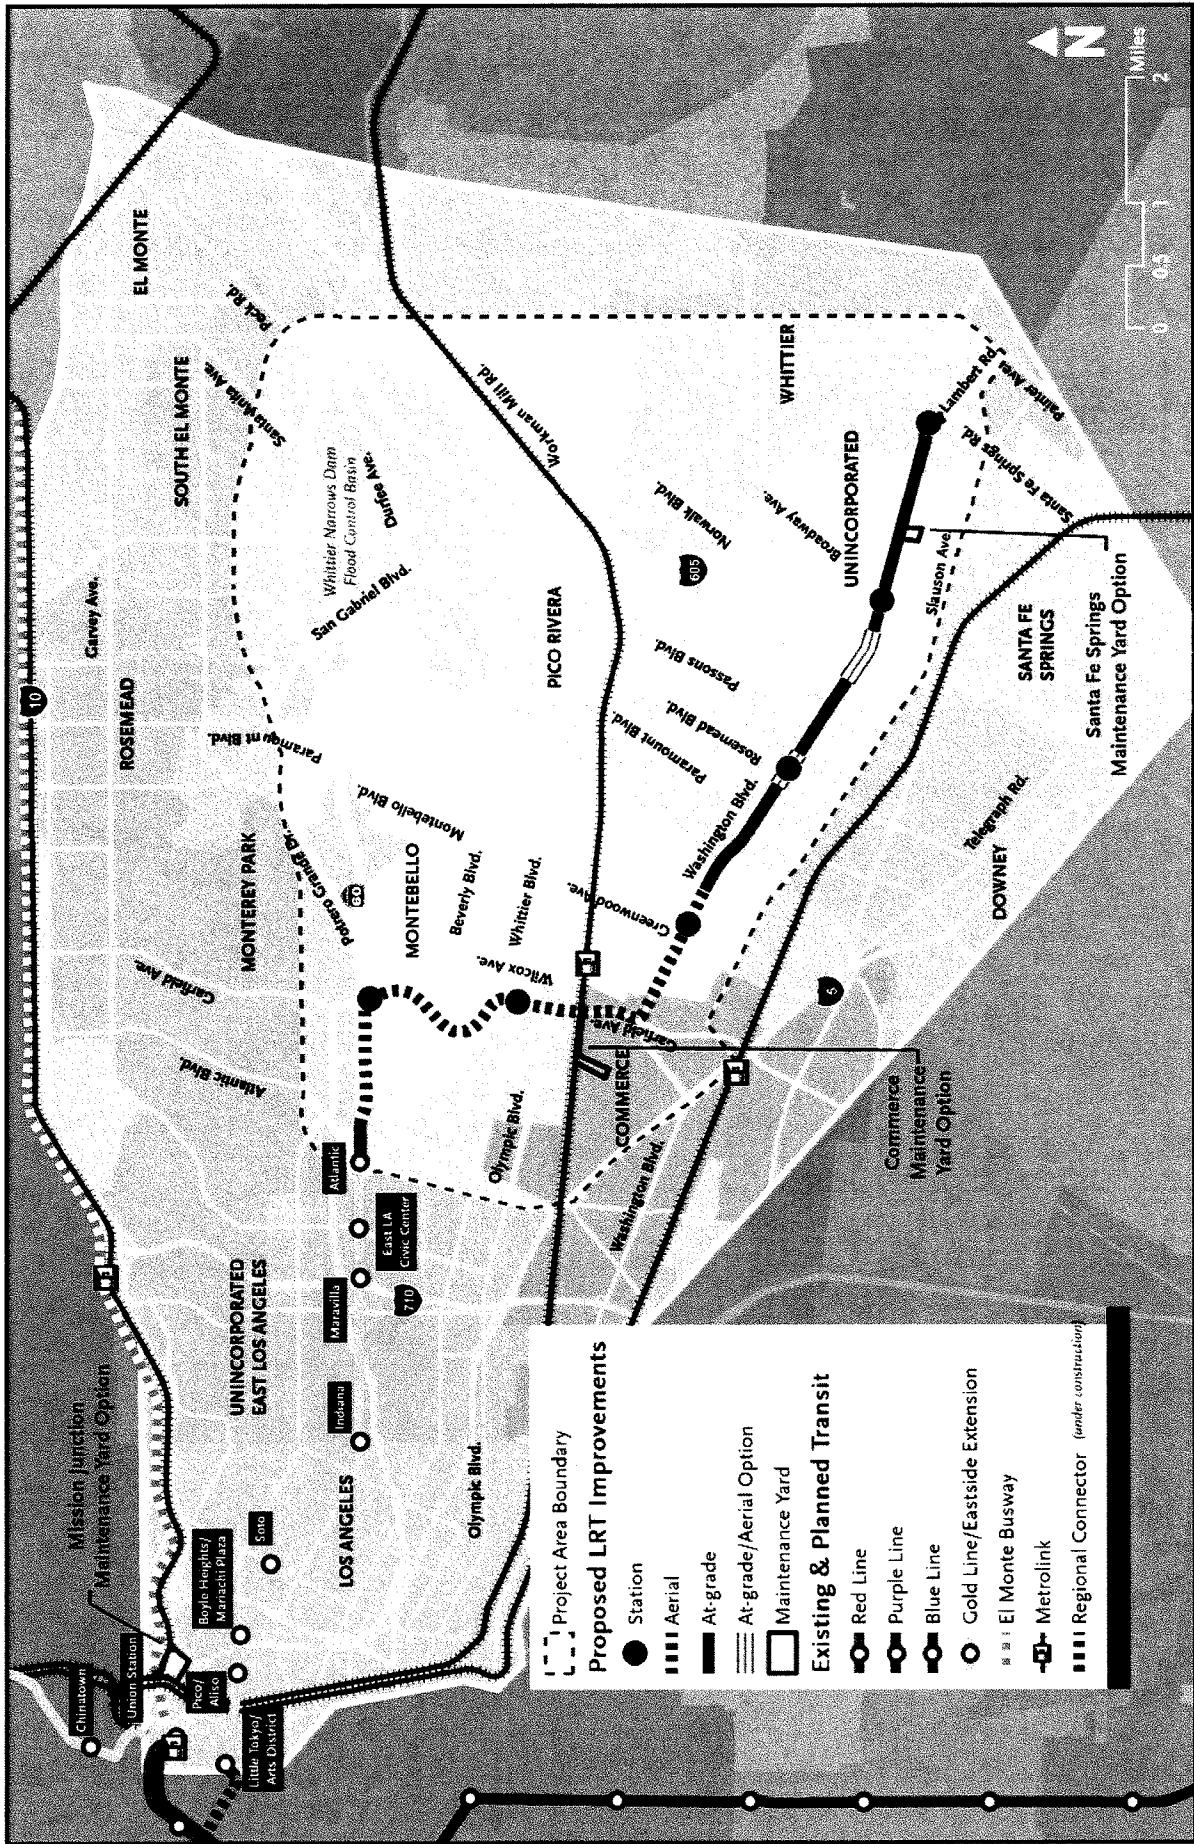 Chinatown
Union Station
Mission Junction
Maintenance Yard Option
Pico/
Aliso
Little Tokyo/
Arts District
Boyle Heights/
Mariachi Plaza
Soto
Indiana
Maravilla
East LA
Civic Center
Atlantic
LOS ANGELES
UNINCORPORATED
EAST LOS ANGELES
710
Olympic Blvd.
Olympic Blvd.
10
Garvey Ave.
ROSEMEAD
EL MONTE
SOUTH EL MONTE
Peck Rd.
Santa Anita Ave.
Atlantic Blvd.
Garfield Ave.
MONTEREY PARK
Potrero Grande Dr.
Paramount Blvd.
60
San Gabriel Blvd.
Whittier Narrows Dam
Flood Control Basin
Durfee Ave.
MONTEBELLO
Montebello Blvd.
Beverly Blvd.
Whittier Blvd.
Wilcox Ave.
Greenwood Ave.
Garfield Ave.
COMMERCE
Washington Blvd.
Washington Blvd.
PICO RIVERA
Workman Mill Rd.
Paramount Blvd.
Rosemead Blvd.
Passons Blvd.
605
Norwalk Blvd.
Broadway Ave.
WHITTIER
UNINCORPORATED
Lambert Rd.
Painter Ave.
Santa Fe Springs Rd.
Slauson Ave.
SANTA FE
SPRINGS
Santa Fe Springs
Maintenance Yard Option
5
Telegraph Rd.
DOWNEY
Commerce
Maintenance
Yard Option
Project Area Boundary
Proposed LRT Improvements
Station
Aerial
At-grade
At-grade/Aerial Option
Maintenance Yard
Existing & Planned Transit
Red Line
Purple Line
Blue Line
Gold Line/Eastside Extension
El Monte Busway
Metrolink
Regional Connector (under construction)
N
0 0.5 1 2
Miles